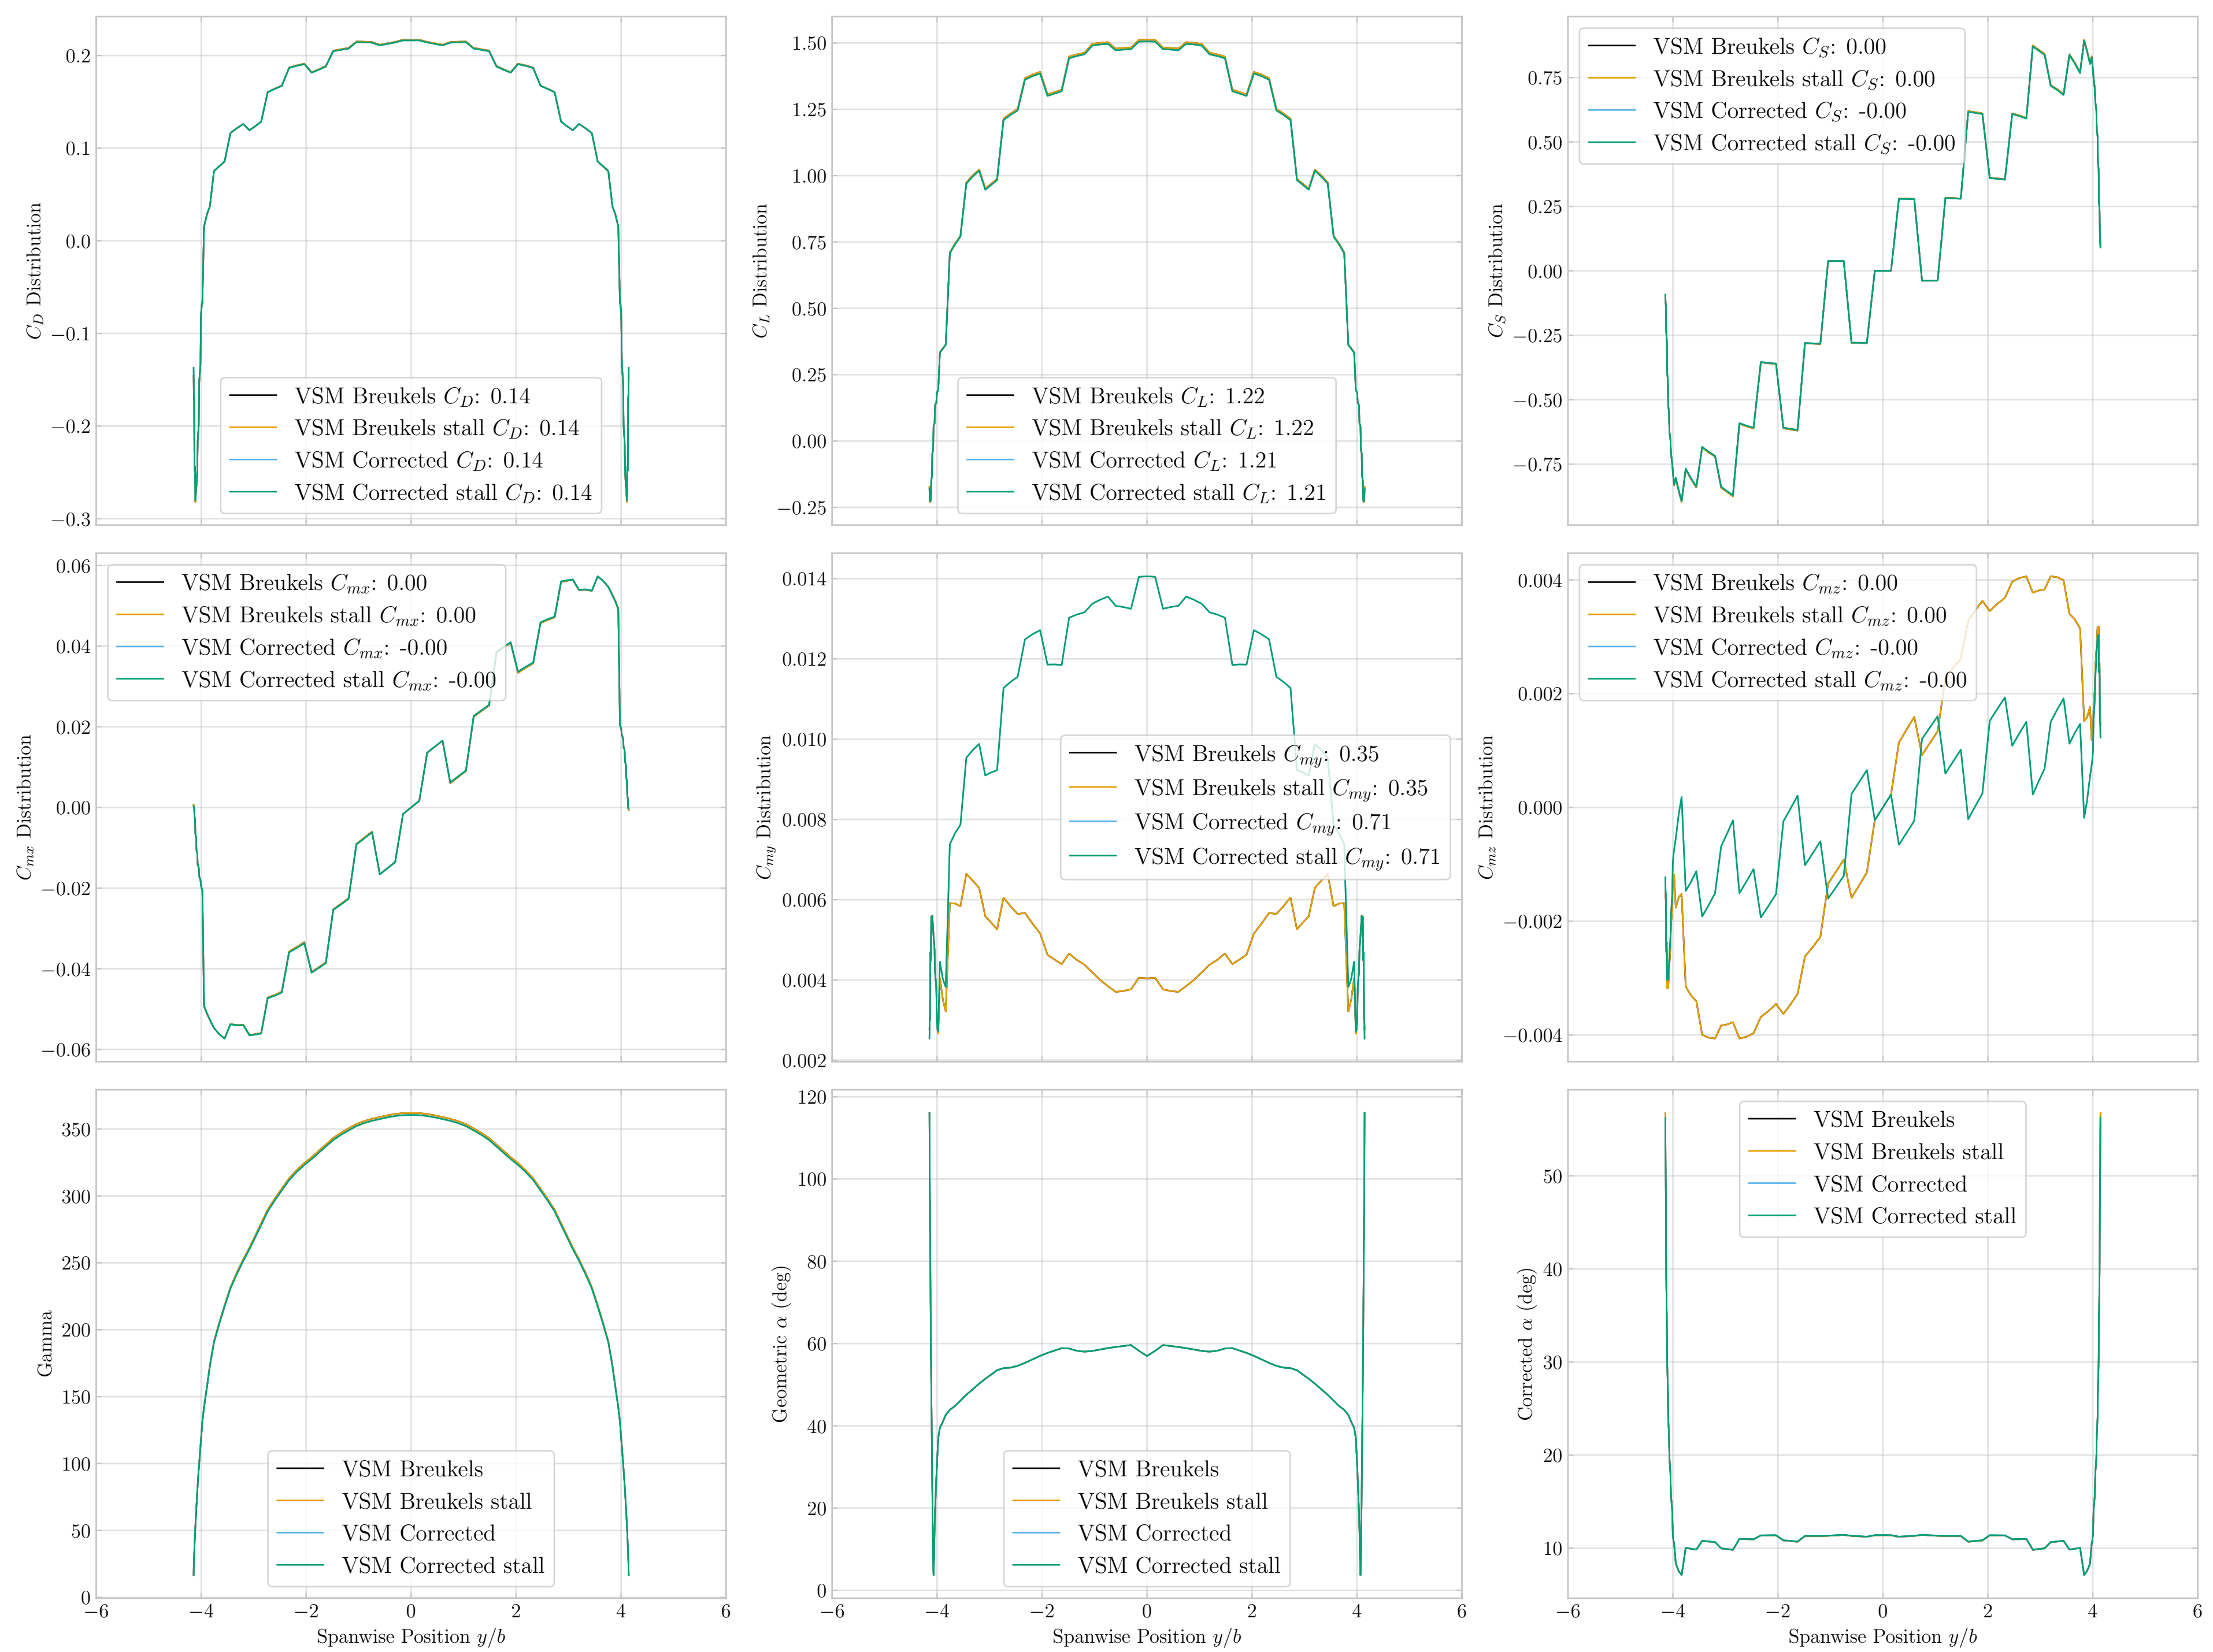 0.2
0.1
0.0
−0.1
−0.2
−0.3
C_D Distribution
VSM Breukels C_D: 0.14
VSM Breukels stall C_D: 0.14
VSM Corrected C_D: 0.14
VSM Corrected stall C_D: 0.14
1.50
1.25
1.00
0.75
0.50
0.25
0.00
−0.25
C_L Distribution
VSM Breukels C_L: 1.22
VSM Breukels stall C_L: 1.22
VSM Corrected C_L: 1.21
VSM Corrected stall C_L: 1.21
0.75
0.50
0.25
0.00
−0.25
−0.50
−0.75
C_S Distribution
VSM Breukels C_S: 0.00
VSM Breukels stall C_S: 0.00
VSM Corrected C_S: -0.00
VSM Corrected stall C_S: -0.00
0.06
0.04
0.02
0.00
−0.02
−0.04
−0.06
C_mx Distribution
VSM Breukels C_mx: 0.00
VSM Breukels stall C_mx: 0.00
VSM Corrected C_mx: -0.00
VSM Corrected stall C_mx: -0.00
0.014
0.012
0.010
0.008
0.006
0.004
0.002
C_my Distribution
VSM Breukels C_my: 0.35
VSM Breukels stall C_my: 0.35
VSM Corrected C_my: 0.71
VSM Corrected stall C_my: 0.71
0.004
0.002
0.000
−0.002
−0.004
C_mz Distribution
VSM Breukels C_mz: 0.00
VSM Breukels stall C_mz: 0.00
VSM Corrected C_mz: -0.00
VSM Corrected stall C_mz: -0.00
350
300
250
200
150
100
50
0
Gamma
VSM Breukels
VSM Breukels stall
VSM Corrected
VSM Corrected stall
−6 −4 −2 0 2 4 6
Spanwise Position y/b
120
100
80
60
40
20
0
Geometric α (deg)
VSM Breukels
VSM Breukels stall
VSM Corrected
VSM Corrected stall
−6 −4 −2 0 2 4 6
Spanwise Position y/b
50
40
30
20
10
Corrected α (deg)
VSM Breukels
VSM Breukels stall
VSM Corrected
VSM Corrected stall
−6 −4 −2 0 2 4 6
Spanwise Position y/b